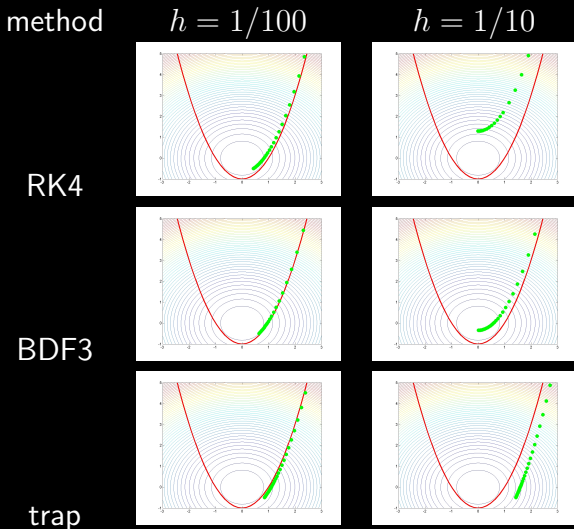 method h = 1/100 h = 1/10
RK4
BDF3
trap